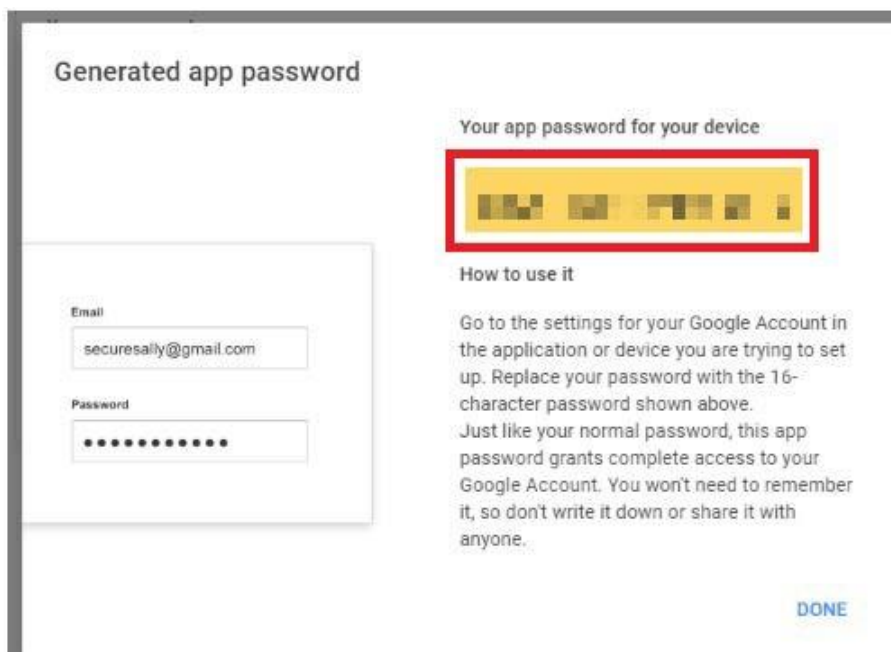 Generated app password
Your app password for your device
How to use it
Email
securesally@gmail.com
Go to the settings for your Google Account in
the application or device you are trying to set
up. Replace your password with the 16-
character password shown above.
Password
Just like your normal password, this app
password grants complete access to your
Google Account. You won't need to remember
it, so don't write it down or share it with
anyone.
DONE